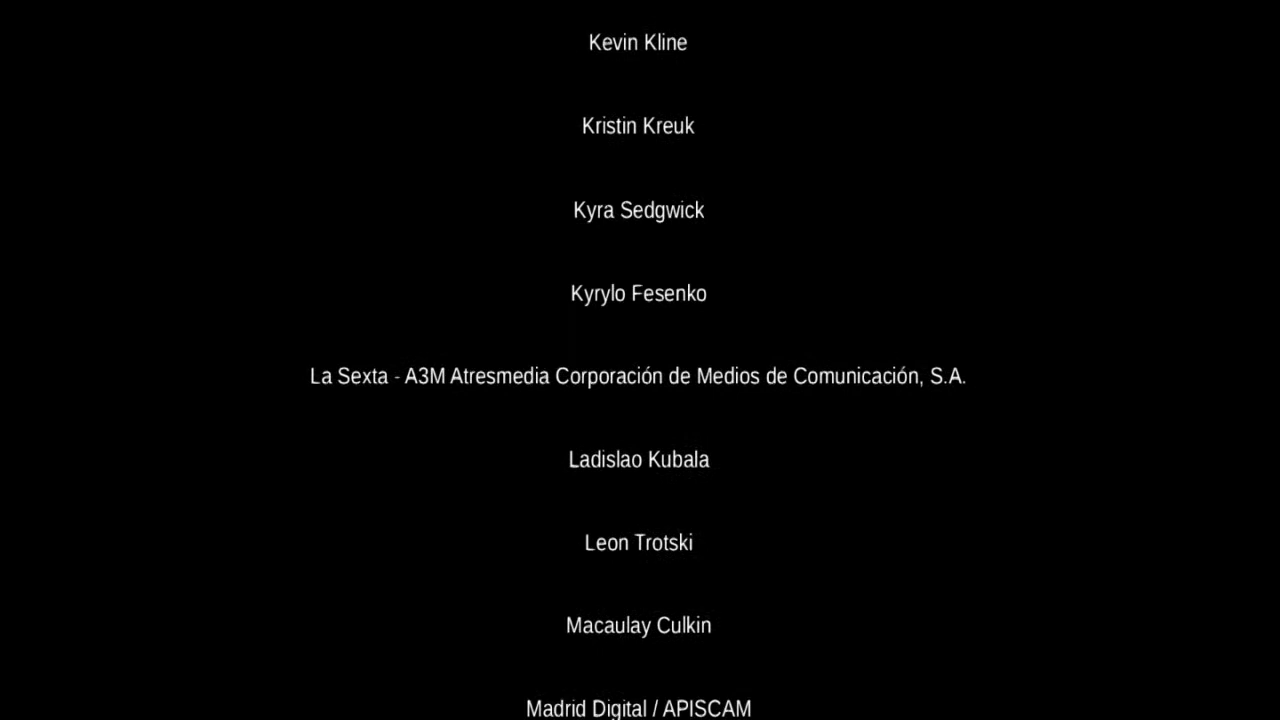 Kevin Kline
Kristin Kreuk
Kyra Sedgwick
Kyrylo Fesenko
La Sexta - A3M Atresmedia Corporación de Medios de Comunicación, S.A.
Ladislao Kubala
Leon Trotski
Macaulay Culkin
Madrid Digital / APISCAM